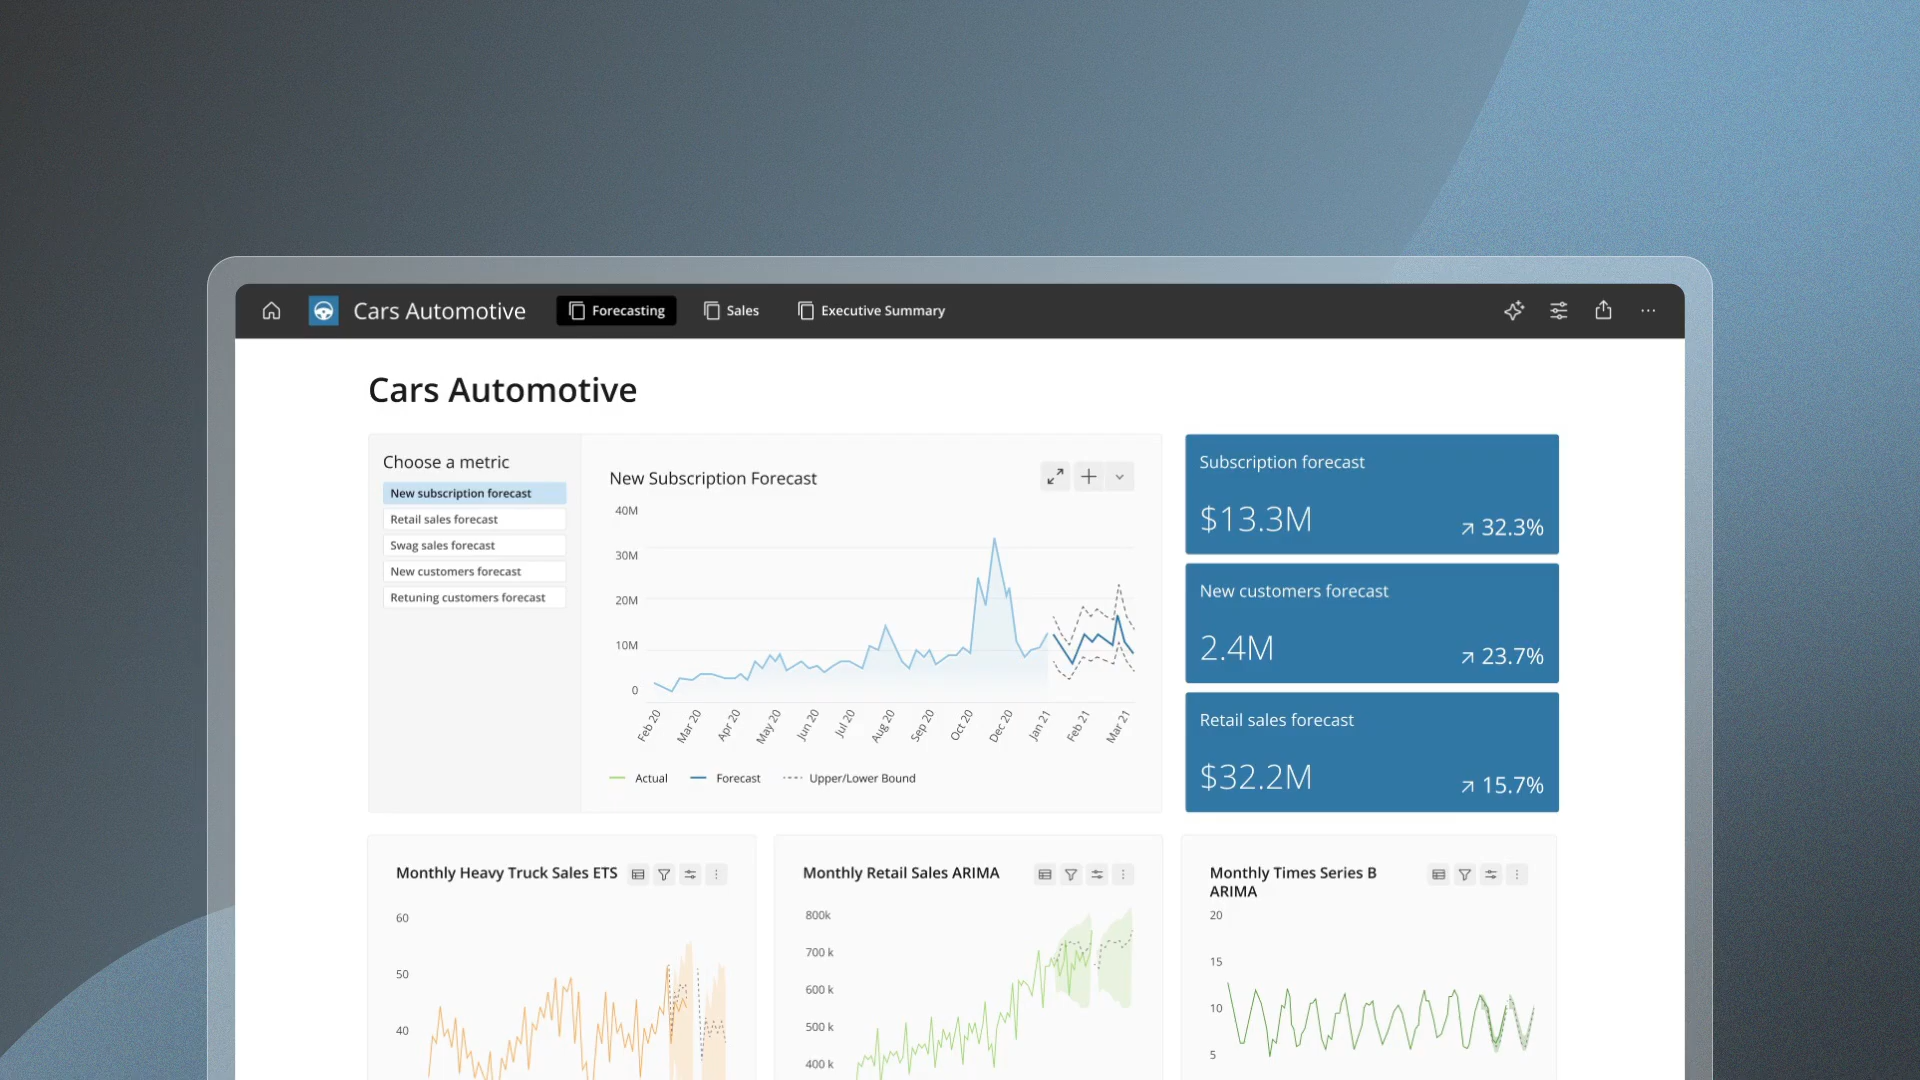 Cars Automotive
Forecasting
Sales
Executive Summary
Cars Automotive
Choose a metric
New subscription forecast
Retail sales forecast
Swag sales forecast
New customers forecast
Retuning customers forecast
New Subscription Forecast
40M
30M
20M
10M
0
Feb 20
Mar 20
Apr 20
May 20
Jun 20
Jul 20
Aug 20
Sep 20
Oct 20
Dec 20
Jan 21
Feb 21
Mar 21
Actual
Forecast
Upper/Lower Bound
Subscription forecast
$13.3M
32.3%
New customers forecast
2.4M
23.7%
Retail sales forecast
$32.2M
15.7%
Monthly Heavy Truck Sales ETS
60
50
40
Monthly Retail Sales ARIMA
800k
700 k
600 k
500 k
400 k
Monthly Times Series B
ARIMA
20
15
10
5